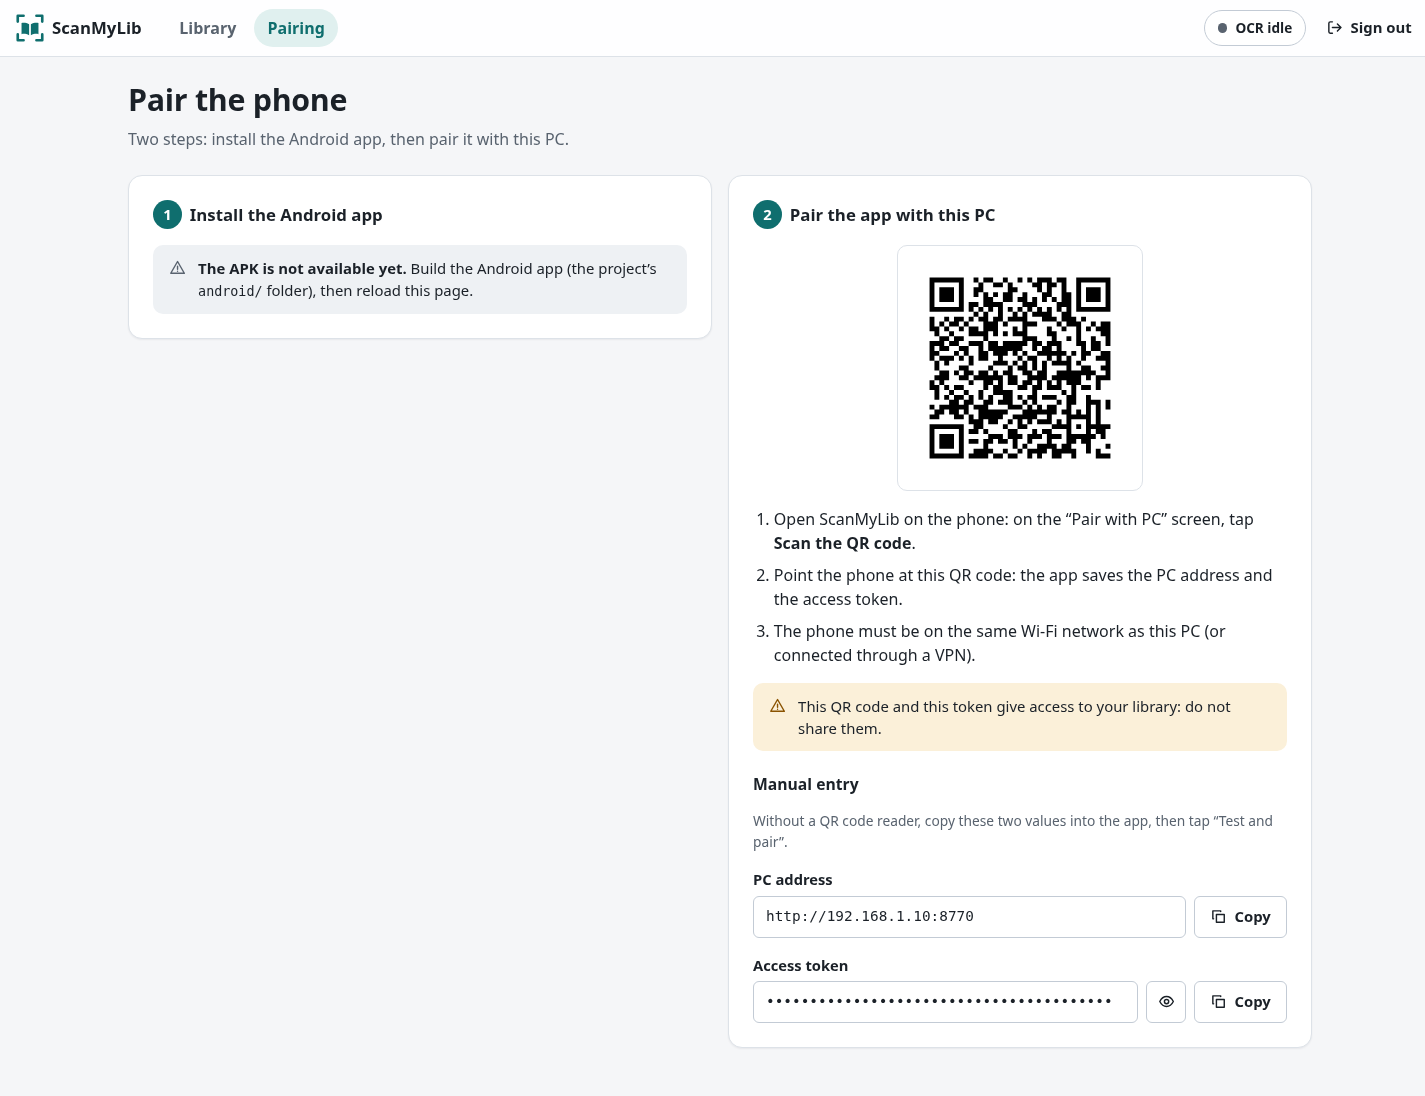 ScanMyLib
Library
Pairing
OCR idle
Sign out
Pair the phone
Two steps: install the Android app, then pair it with this PC.
1 Install the Android app
The APK is not available yet. Build the Android app (the project’s
android/ folder), then reload this page.
2 Pair the app with this PC
1. Open ScanMyLib on the phone: on the “Pair with PC” screen, tap
Scan the QR code.
2. Point the phone at this QR code: the app saves the PC address and
the access token.
3. The phone must be on the same Wi-Fi network as this PC (or
connected through a VPN).
This QR code and this token give access to your library: do not
share them.
Manual entry
Without a QR code reader, copy these two values into the app, then tap “Test and
pair”.
PC address
http://192.168.1.10:8770
Copy
Access token
••••••••••••••••••••••••••••••••••••••••
Copy